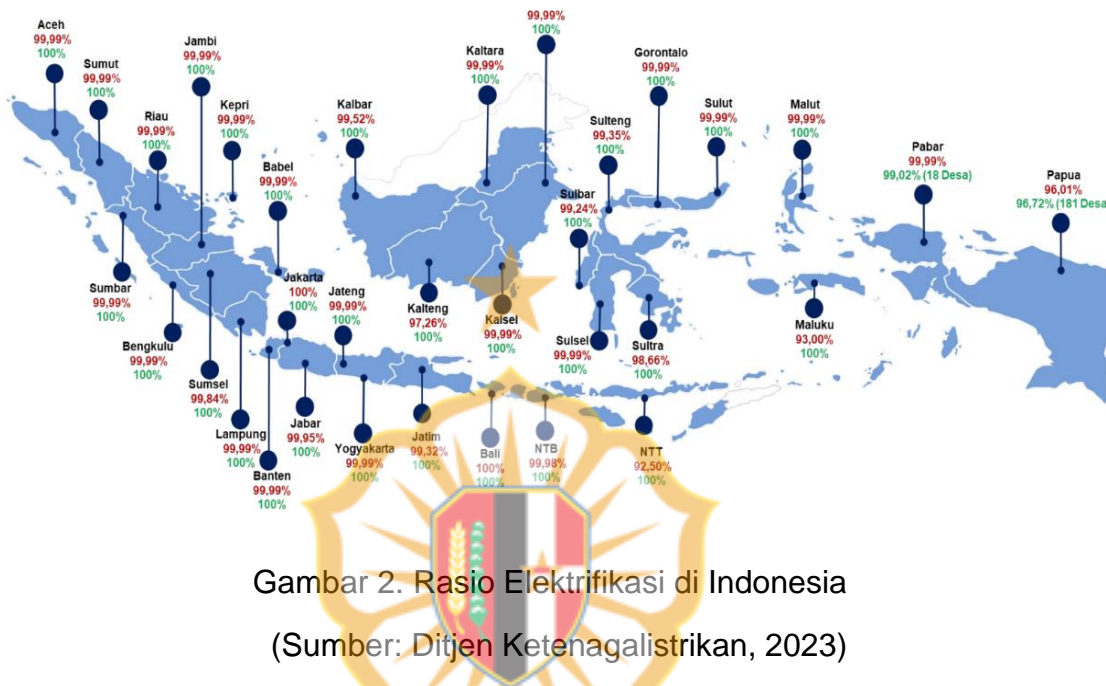 Aceh
99,99%
100%
Sumut
99,99%
100%
Riau
99,99%
100%
Jambi
99,99%
100%
Kepri
99,99%
100%
Babel
99,99%
100%
Kalbar
99,52%
100%
Kaltara
99,99%
100%
99,99%
100%
Gorontalo
99,99%
100%
Sulteng
99,35%
100%
Sulbar
99,24%
100%
Sulut
99,99%
100%
Malut
99,99%
100%
Pabar
99,99%
99,02% (18 Desa)
Papua
96,01%
96,72% (181 Desa
Sumbar
99,99%
100%
Bengkulu
99,99%
100%
Sumsel
99,84%
100%
Lampung
99,99%
100%
Banten
99,99%
100%
Jakarta
100%
100%
Jabar
99,95%
100%
Jateng
99,99%
100%
Yogyakarta
99,99%
100%
Jatim
99,32%
100%
Bali
100%
100%
NTB
99,98%
100%
NTT
92,50%
100%
Kalteng
97,26%
100%
Kalsel
99,99%
100%
Sulsel
99,99%
100%
Sultra
98,66%
100%
Maluku
93,00%
100%
Gambar 2. Rasio Elektrifikasi di Indonesia
(Sumber: Ditjen Ketenagalistrikan, 2023)